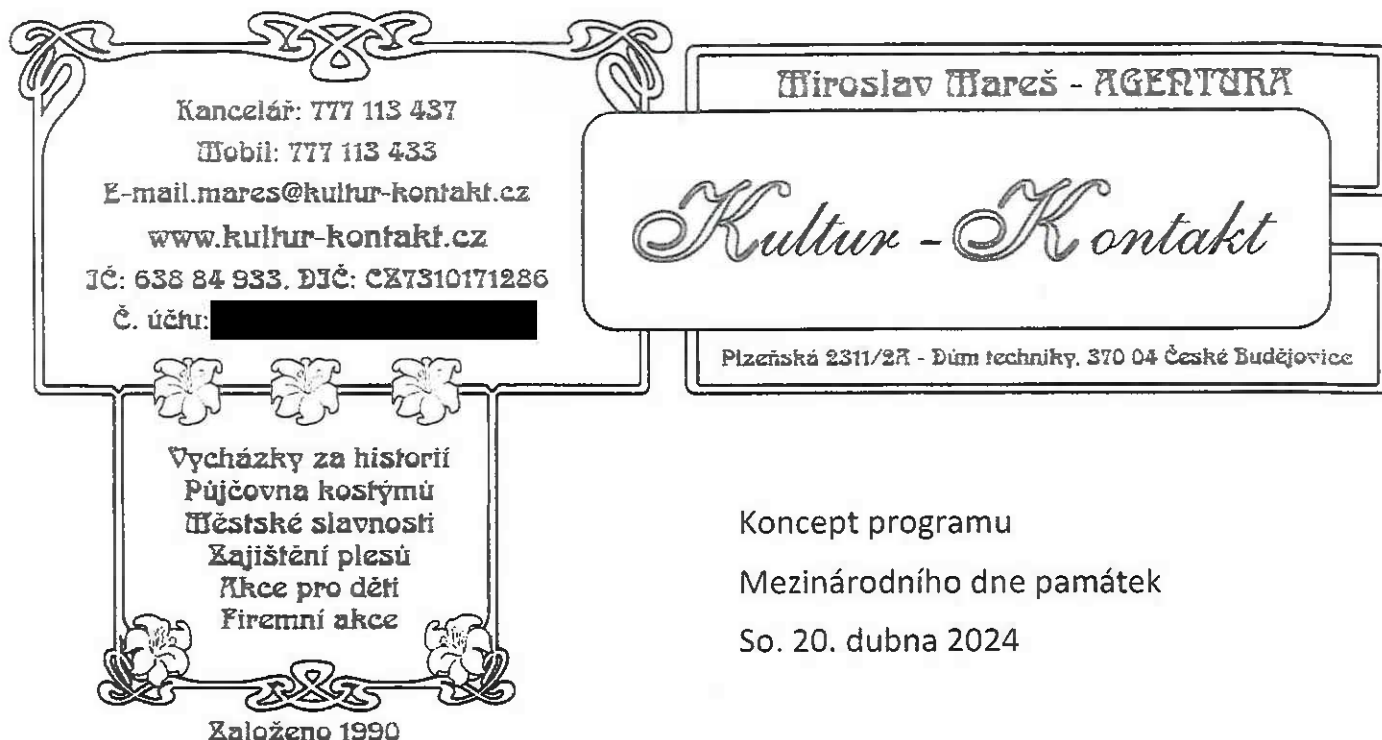 Kancelář: 777 113 437
Mobil: 777 113 433
E-mail.mares@kultur-kontakt.cz
www.kultur-kontakt.cz
IČ: 638 84 933, DIČ: CZ7310171286
Č. účtu:
Miroslav Mareš - AGENTURA
Kultur - Kontakt
Plzeňská 2311/2A - Dům techniky, 370 04 České Budějovice
Vycházky za historií
Půjčovna kostýmů
Městské slavnosti
Zajištění plesů
Akce pro děti
Firemní akce
Založeno 1990
Koncept programu
Mezinárodního dne památek
So. 20. dubna 2024